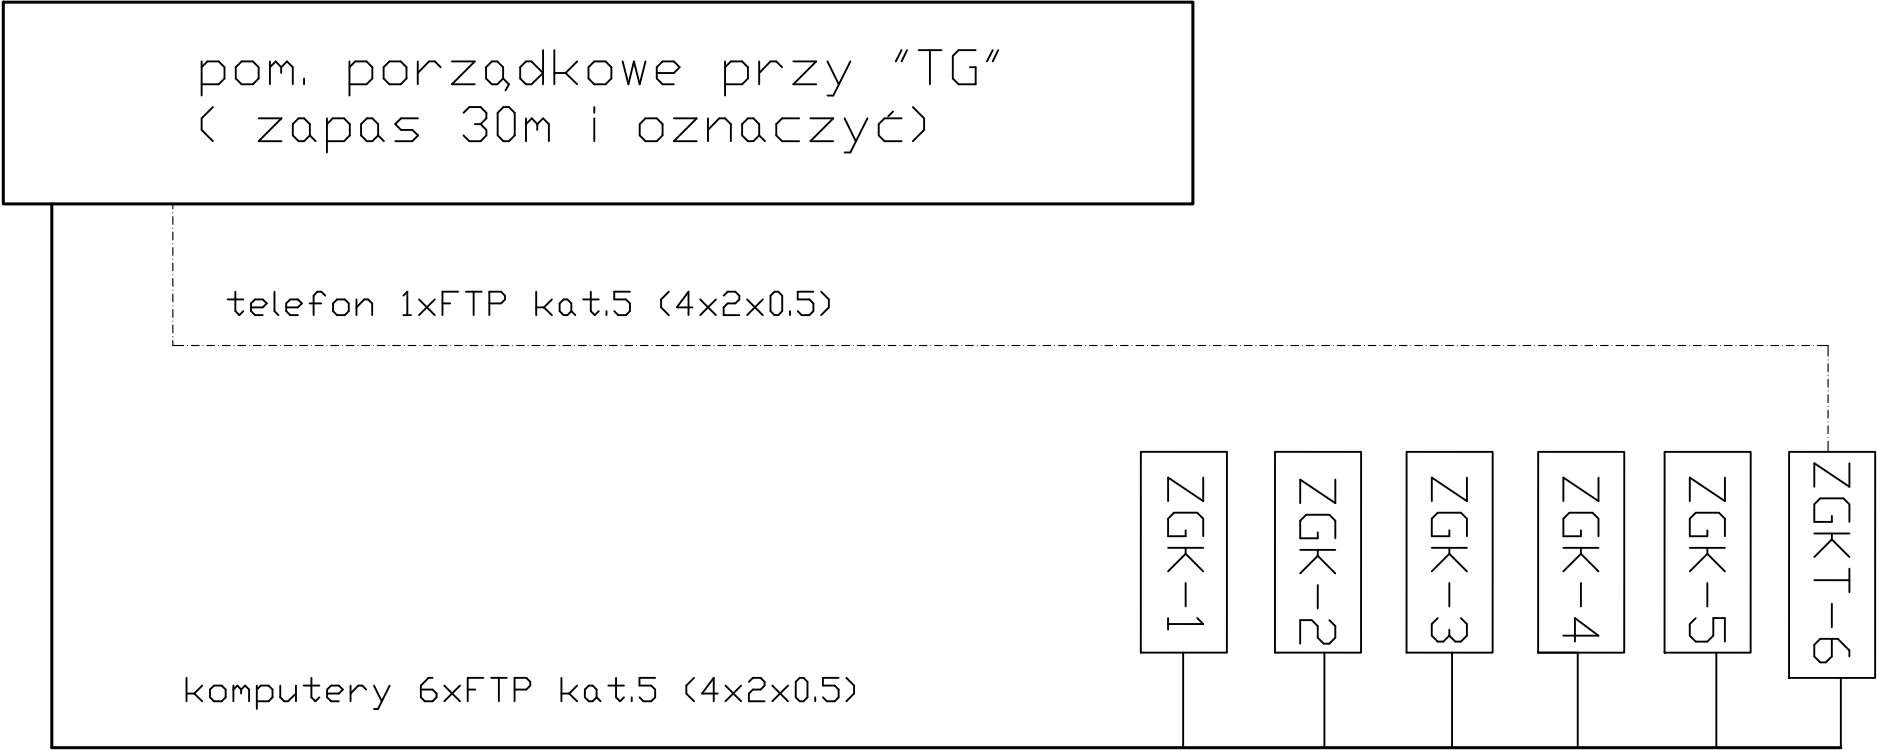 pom. porządkowe przy "TG"
( zapas 30m i oznaczyć)
telefon 1xFTP kat.5 (4x2x0.5)
ZGK-1
ZGK-2
ZGK-3
ZGK-4
ZGK-5
ZGKT-6
komputery 6xFTP kat.5 (4x2x0.5)